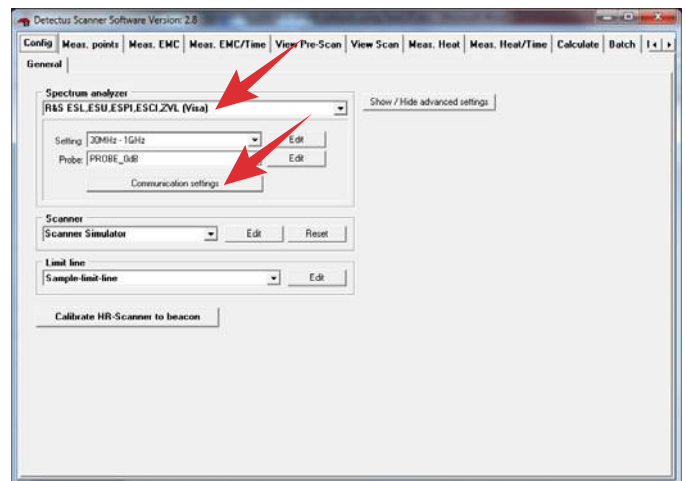 Detectus Scanner Software Version: 2.8
Config Meas. points Meas. EMC Meas. EMC/Time View Pre-Scan View Scan Meas. Heat Meas. Heat/Time Calculate Batch
General
Spectrum analyzer
R&S ESL,ESU,ESPI,ESCI,ZVL (Visa)
Show / Hide advanced settings
Setting: 30MHz - 1GHz Edit
Probe: PROBE_0dB Edit
Communication settings
Scanner
Scanner Simulator Edit Reset
Limit line
Sample-limit-line Edit
Calibrate HR-Scanner to beacon